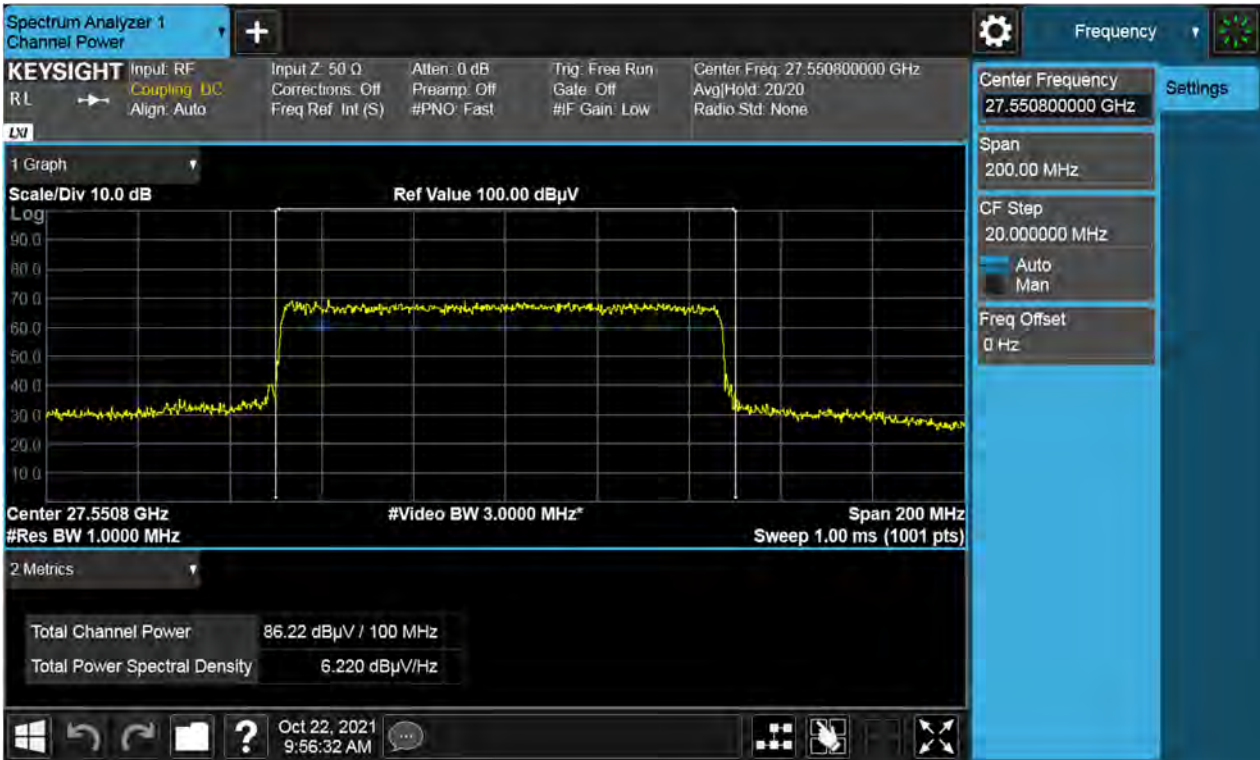 Spectrum Analyzer 1
Channel Power
+
Frequency
KEYSIGHT
RL
LXI
Input: RF
Coupling: DC
Align: Auto
Input Z: 50 Ω
Corrections: Off
Freq Ref: Int (S)
Atten: 0 dB
Preamp: Off
#PNO: Fast
Trig: Free Run
Gate: Off
#IF Gain: Low
Center Freq: 27.550800000 GHz
Avg|Hold: 20/20
Radio Std: None
1 Graph
Scale/Div 10.0 dB
Ref Value 100.00 dBµV
Log
90.0
80.0
70.0
60.0
50.0
40.0
30.0
20.0
10.0
Center 27.5508 GHz
#Video BW 3.0000 MHz*
Span 200 MHz
#Res BW 1.0000 MHz
Sweep 1.00 ms (1001 pts)
2 Metrics
Total Channel Power 86.22 dBµV / 100 MHz
Total Power Spectral Density 6.220 dBµV/Hz
Center Frequency
27.550800000 GHz
Settings
Span
200.00 MHz
CF Step
20.000000 MHz
Auto
Man
Freq Offset
0 Hz
?
Oct 22, 2021
9:56:32 AM